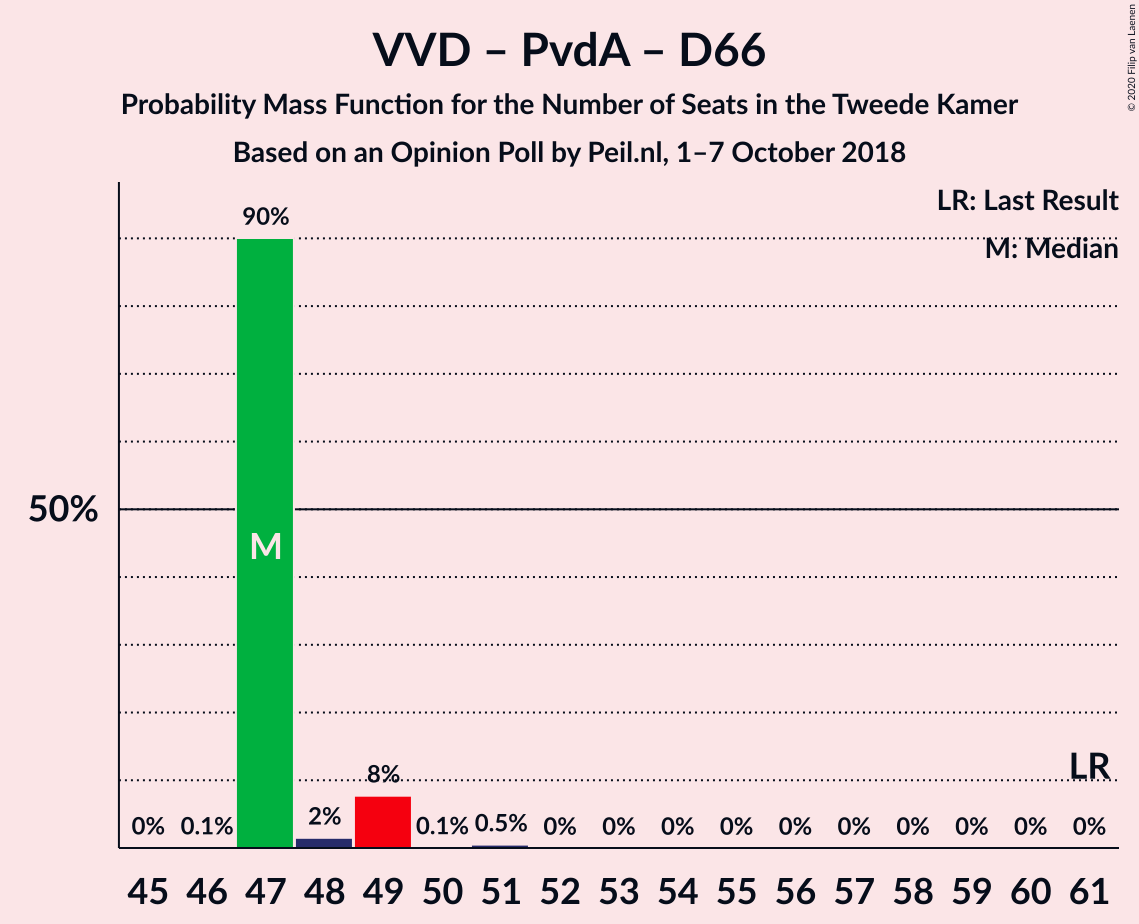 VVD – PvdA – D66
Probability Mass Function for the Number of Seats in the Tweede Kamer
Based on an Opinion Poll by Peil.nl, 1–7 October 2018
© 2020 Filip van Laenen
LR: Last Result
M: Median
90%
50%
M
8%
LR
0% 0.1% 2% 0.1% 0.5% 0% 0% 0% 0% 0% 0% 0% 0% 0% 0%
45 46 47 48 49 50 51 52 53 54 55 56 57 58 59 60 61